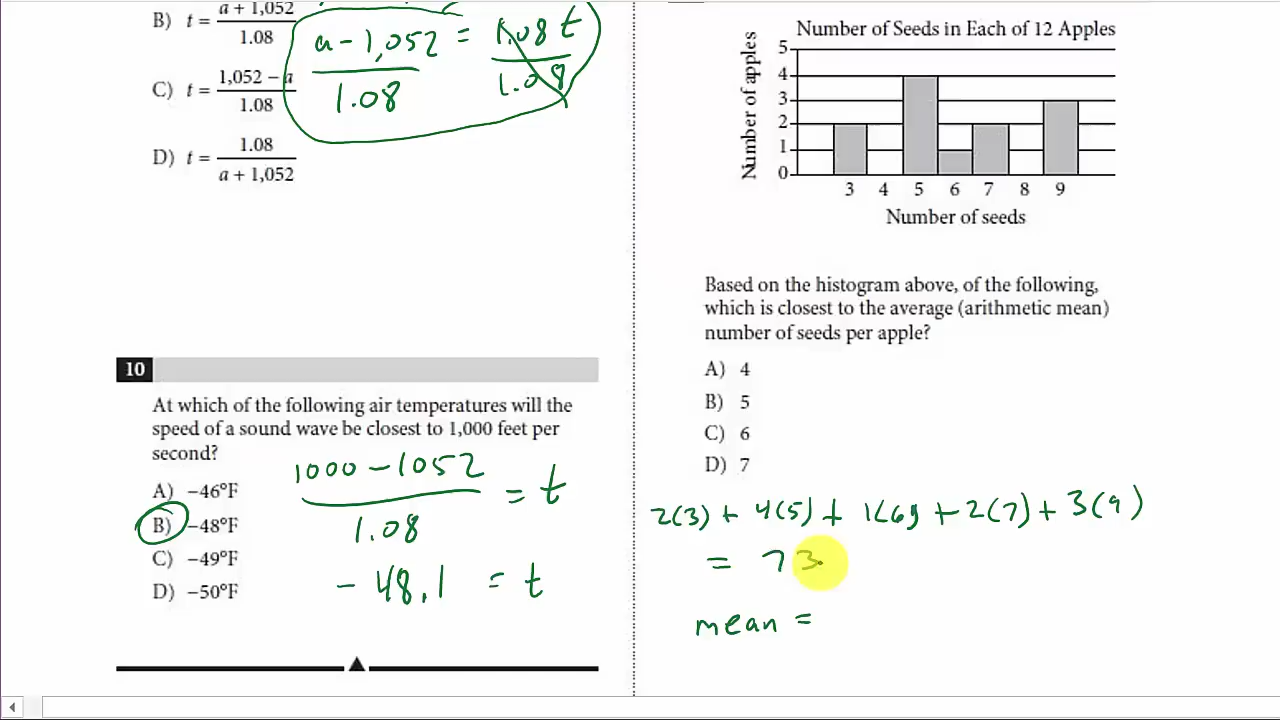 B) t = a + 1,052
1.08
a - 1,052 = 1.08 t
1.08 1.08
C) t = 1,052 − a
1.08
D) t = 1.08
a + 1,052
10
At which of the following air temperatures will the
speed of a sound wave be closest to 1,000 feet per
second?
A) −46°F
B) −48°F
C) −49°F
D) −50°F
1000 - 1052 = t
1.08
- 48.1 = t
Number of Seeds in Each of 12 Apples
Number of apples
5
4
3
2
1
0
3 4 5 6 7 8 9
Number of seeds
Based on the histogram above, of the following,
which is closest to the average (arithmetic mean)
number of seeds per apple?
A) 4
B) 5
C) 6
D) 7
2(3) + 4(5) + 1(6) + 2(7) + 3(9)
= 73
mean =